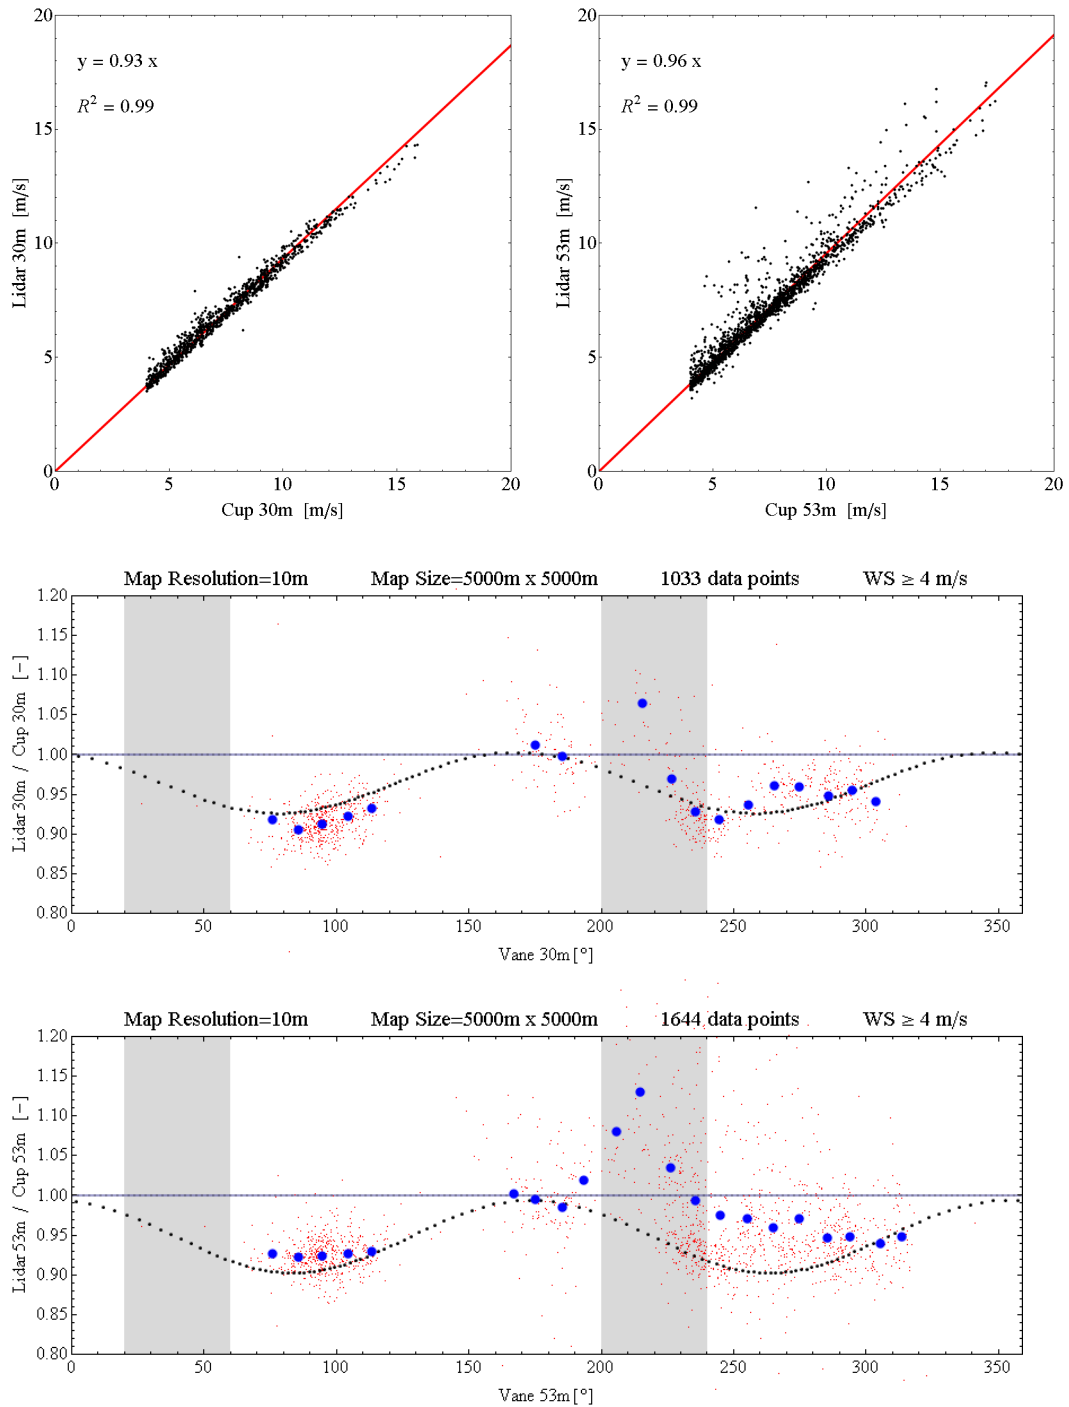 20
15
10
5
0
y = 0.93 x
R² = 0.99
Lidar 30m [m/s]
0 5 10 15 20
Cup 30m [m/s]
20
15
10
5
0
y = 0.96 x
R² = 0.99
Lidar 53m [m/s]
0 5 10 15 20
Cup 53m [m/s]
Map Resolution=10m Map Size=5000m x 5000m 1033 data points WS ≥ 4 m/s
1.20
1.15
1.10
1.05
1.00
0.95
0.90
0.85
0.80
Lidar 30m / Cup 30m [−]
0 50 100 150 200 250 300 350
Vane 30m [°]
Map Resolution=10m Map Size=5000m x 5000m 1644 data points WS ≥ 4 m/s
1.20
1.15
1.10
1.05
1.00
0.95
0.90
0.85
0.80
Lidar 53m / Cup 53m [−]
0 50 100 150 200 250 300 350
Vane 53m [°]